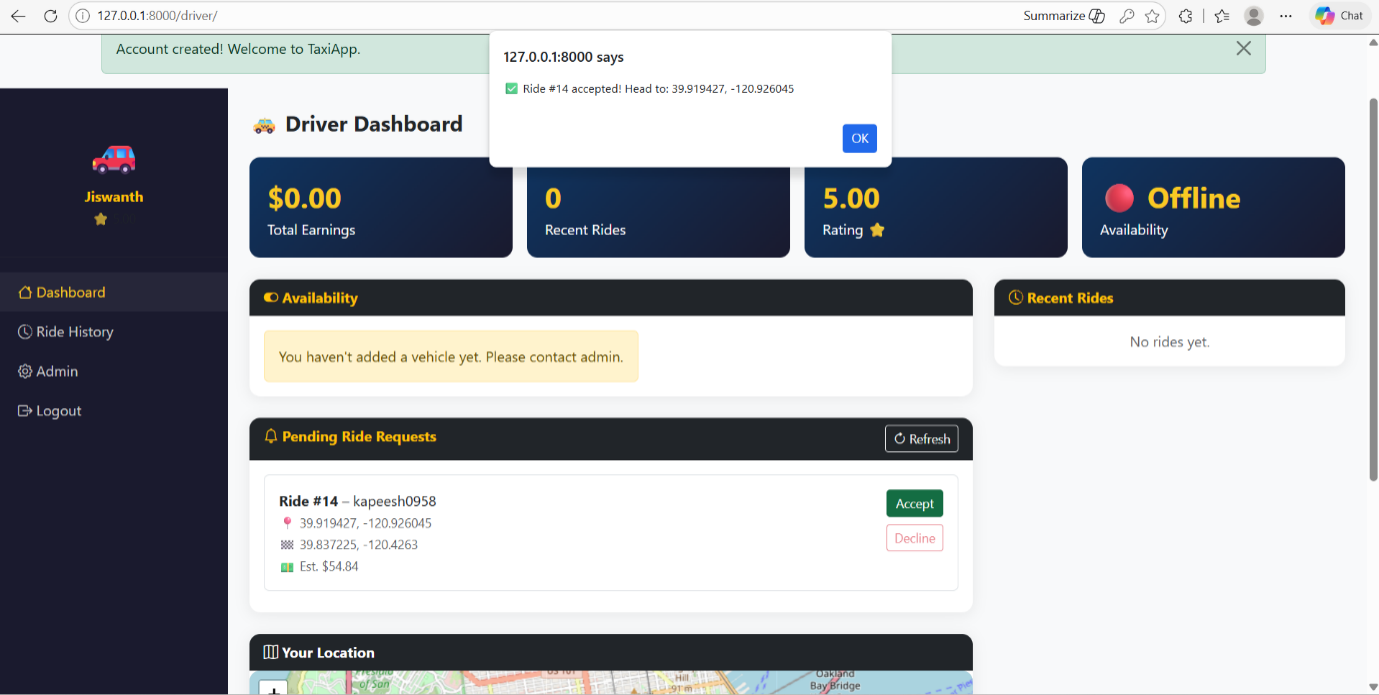 127.0.0.1:8000/driver/
Summarize
Chat
Account created! Welcome to TaxiApp.
127.0.0.1:8000 says
✅ Ride #14 accepted! Head to: 39.919427, -120.926045
OK
Jiswanth
Dashboard
Ride History
Admin
Logout
🚕 Driver Dashboard
$0.00
Total Earnings
0
Recent Rides
5.00
Rating ⭐
🔴 Offline
Availability
Availability
You haven't added a vehicle yet. Please contact admin.
Recent Rides
No rides yet.
Pending Ride Requests
Refresh
Ride #14 – kapeesh0958
📍 39.919427, -120.926045
🏁 39.837225, -120.4263
💵 Est. $54.84
Accept
Decline
Your Location
+
of San
Hill
91 m
Oakland
Bay Bridge